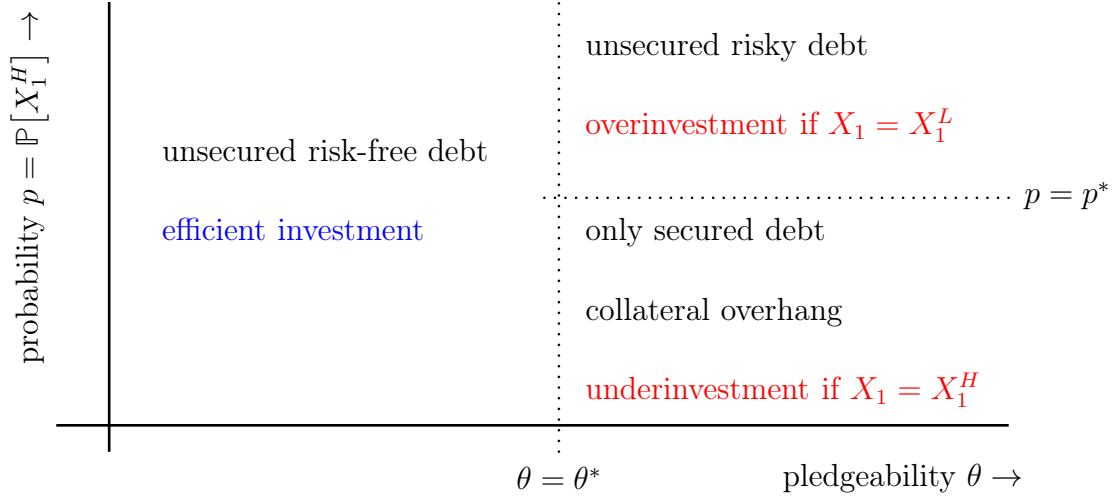 probability p = ℙ[X₁ᴴ] →
unsecured risk-free debt
efficient investment
unsecured risky debt
overinvestment if X₁ = X₁ᴸ
p = p*
only secured debt
collateral overhang
underinvestment if X₁ = X₁ᴴ
θ = θ*
pledgeability θ →